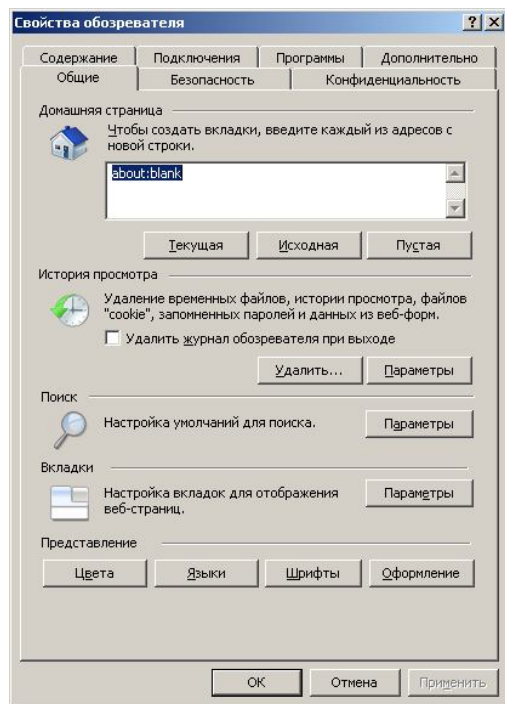 Свойства обозревателя
Содержание Подключения Программы Дополнительно
Общие Безопасность Конфиденциальность
Домашняя страница
Чтобы создать вкладки, введите каждый из адресов с
новой строки.
about:blank
Текущая Исходная Пустая
История просмотра
Удаление временных файлов, истории просмотра, файлов
"cookie", запомненных паролей и данных из веб-форм.
Удалить журнал обозревателя при выходе
Удалить... Параметры
Поиск
Настройка умолчаний для поиска. Параметры
Вкладки
Настройка вкладок для отображения Параметры
веб-страниц.
Представление
Цвета Языки Шрифты Оформление
ОК Отмена Применить